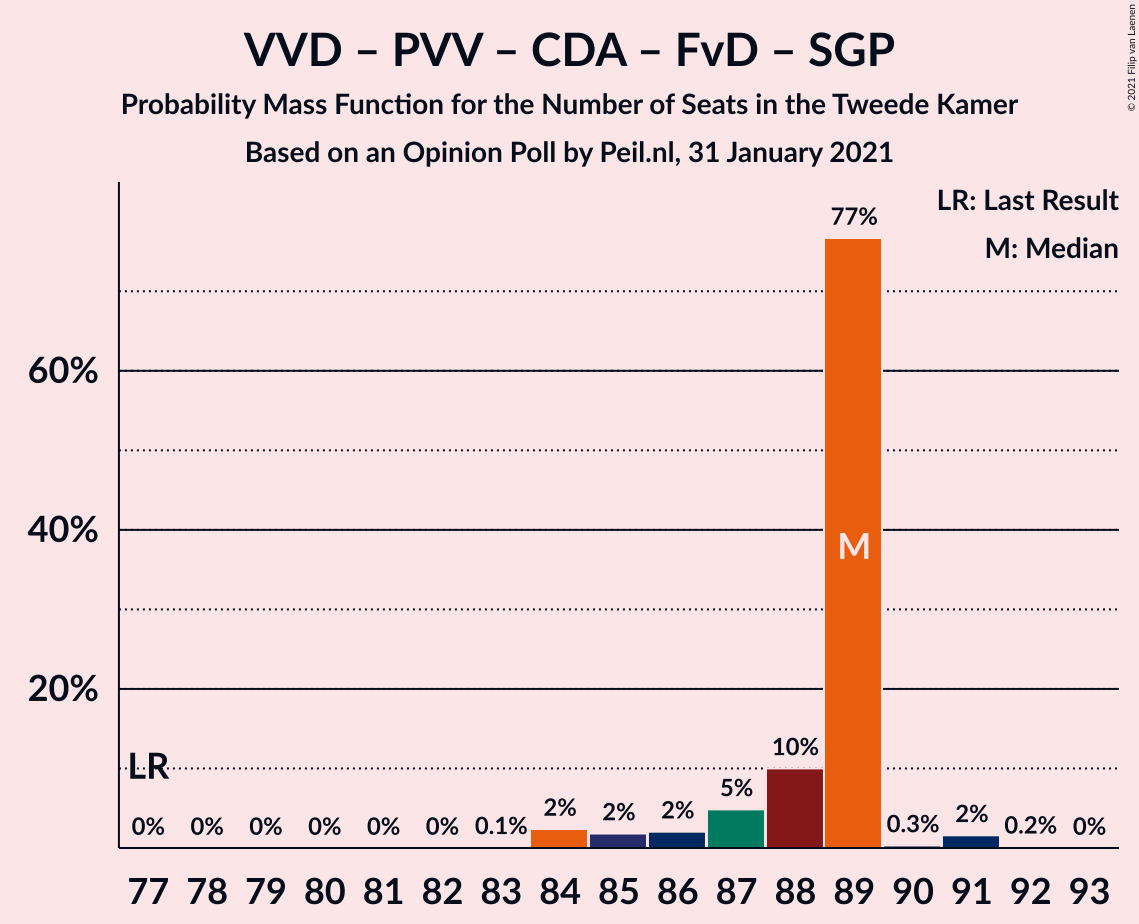 VVD – PVV – CDA – FvD – SGP
Probability Mass Function for the Number of Seats in the Tweede Kamer
Based on an Opinion Poll by Peil.nl, 31 January 2021
© 2021 Filip van Laenen
LR: Last Result
M: Median
77%
60%
40%
M
20%
LR
10%
5%
0% 0% 0% 0% 0% 0% 0.1% 2% 2% 2% 0.3% 2% 0.2% 0%
77 78 79 80 81 82 83 84 85 86 87 88 89 90 91 92 93